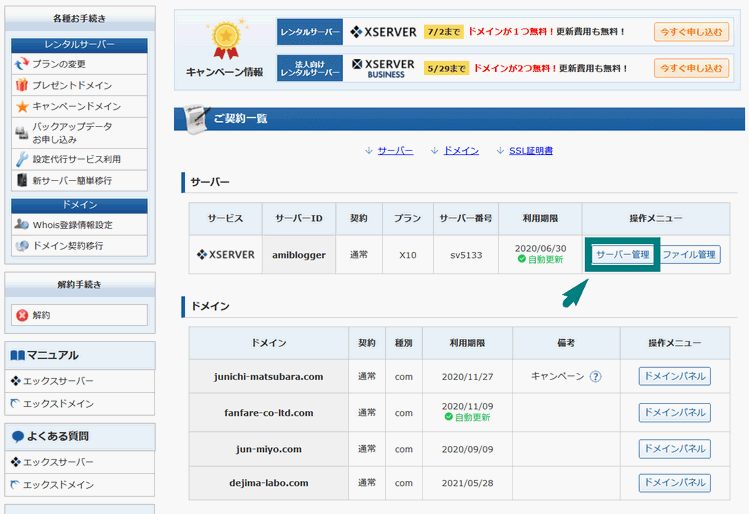 各種お手続き
レンタルサーバー
プランの変更
プレゼントドメイン
キャンペーンドメイン
バックアップデータ
お申し込み
設定代行サービス利用
新サーバー簡単移行
ドメイン
Whois登録情報設定
ドメイン契約移行
解約手続き
解約
マニュアル
エックスサーバー
エックスドメイン
よくある質問
エックスサーバー
エックスドメイン
キャンペーン情報
レンタルサーバー XSERVER 7/2まで ドメインが1つ無料！更新費用も無料！ 今すぐ申し込む
法人向け
レンタルサーバー XSERVER BUSINESS 5/29まで ドメインが2つ無料！更新費用も無料！ 今すぐ申し込む
ご契約一覧
サーバー ドメイン SSL証明書
サーバー
サービス サーバーID 契約 プラン サーバー番号 利用期限 操作メニュー
XSERVER amiblogger 通常 X10 sv5133 2020/06/30 サーバー管理 ファイル管理
自動更新
ドメイン
ドメイン 契約 種別 利用期限 備考 操作メニュー
junichi-matsubara.com 通常 com 2020/11/27 キャンペーン ? ドメインパネル
fanfare-co-ltd.com 通常 com 2020/11/09 ドメインパネル
自動更新
jun-miyo.com 通常 com 2020/09/09 ドメインパネル
dejima-labo.com 通常 com 2021/05/28 ドメインパネル